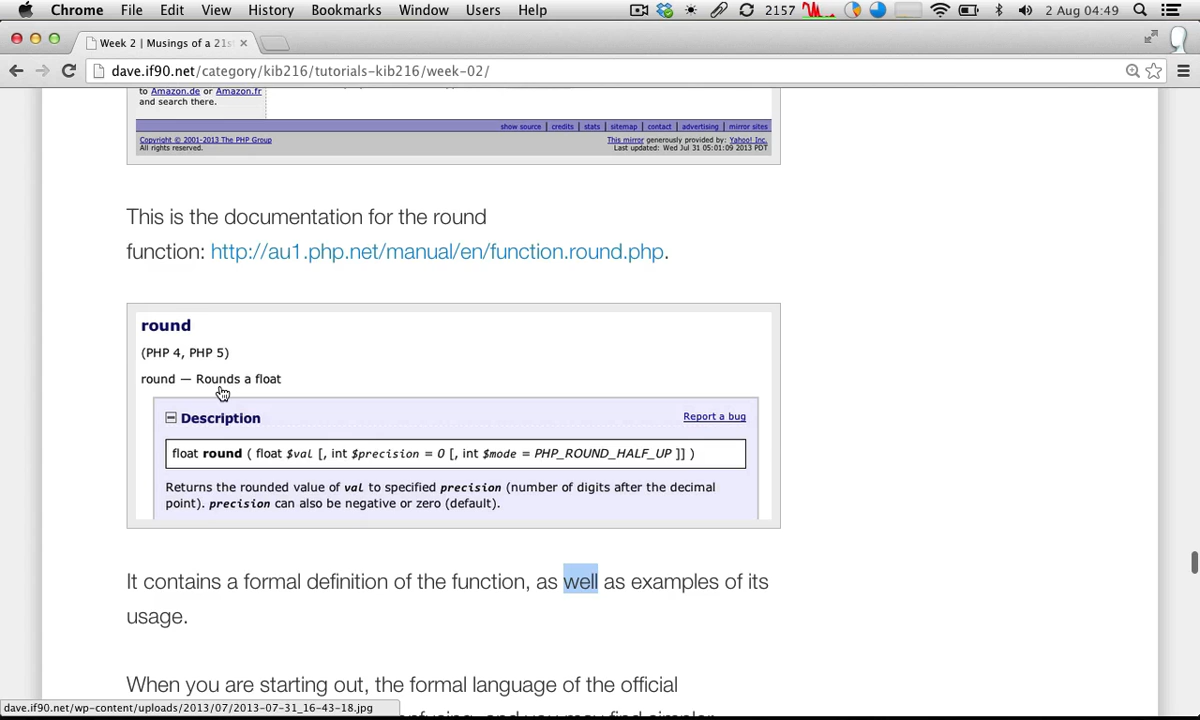 Chrome File Edit View History Bookmarks Window Users Help 2157 2 Aug 04:49
Week 2 | Musings of a 21s
dave.if90.net/category/kib216/tutorials-kib216/week-02/
to Amazon.de or Amazon.fr
and search there.
show source | credits | stats | sitemap | contact | advertising | mirror sites
Copyright © 2001-2013 The PHP Group
All rights reserved.
This mirror generously provided by: Yahoo! Inc.
Last updated: Wed Jul 31 05:01:09 2013 PDT
This is the documentation for the round
function: http://au1.php.net/manual/en/function.round.php.
round
(PHP 4, PHP 5)
round — Rounds a float
Description
Report a bug
float round ( float $val [, int $precision = 0 [, int $mode = PHP_ROUND_HALF_UP ]] )
Returns the rounded value of val to specified precision (number of digits after the decimal
point). precision can also be negative or zero (default).
It contains a formal definition of the function, as well as examples of its
usage.
When you are starting out, the formal language of the official
dave.if90.net/wp-content/uploads/2013/07/2013-07-31_16-43-18.jpg